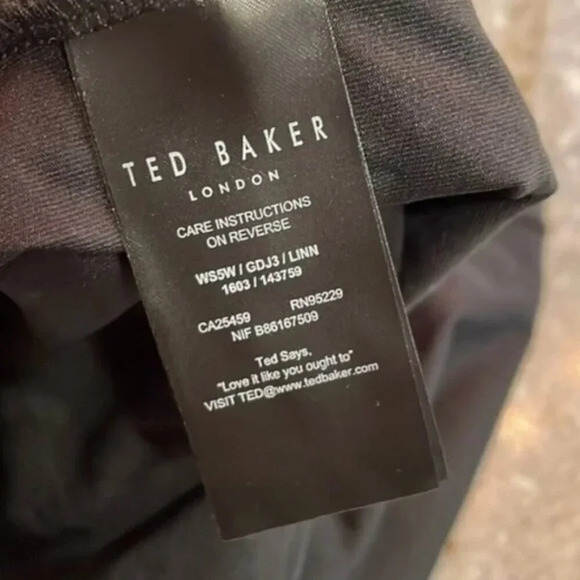 TED BAKER
LONDON
CARE INSTRUCTIONS
ON REVERSE
WS5W / GDJ3 / LINN
1603 / 143759
CA25459 RN95229
NIF B86167509
Ted Says,
"Love it like you ought to"
VISIT TED@www.tedbaker.com